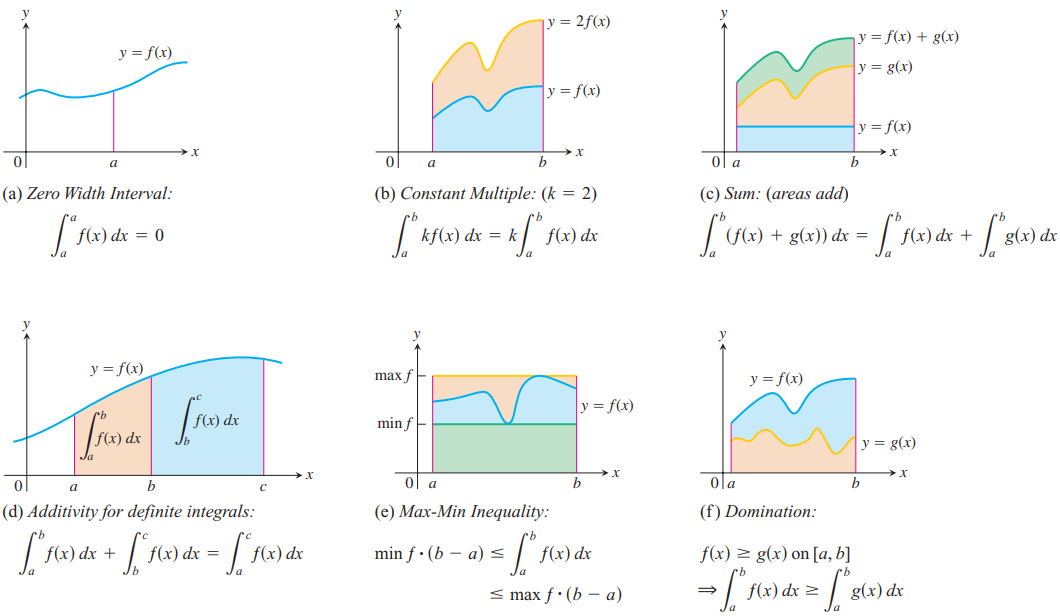 y
y = f(x)
0
a
x
(a) Zero Width Interval:
∫_a^a f(x) dx = 0
y
y = 2f(x)
y = f(x)
0
a
b
x
(b) Constant Multiple: (k = 2)
∫_a^b kf(x) dx = k ∫_a^b f(x) dx
y
y = f(x) + g(x)
y = g(x)
y = f(x)
0
a
b
x
(c) Sum: (areas add)
∫_a^b (f(x) + g(x)) dx = ∫_a^b f(x) dx + ∫_a^b g(x) dx
y
y = f(x)
∫_a^b f(x) dx
∫_b^c f(x) dx
0
a
b
c
x
(d) Additivity for definite integrals:
∫_a^b f(x) dx + ∫_b^c f(x) dx = ∫_a^c f(x) dx
y
max f
min f
y = f(x)
0
a
b
x
(e) Max-Min Inequality:
min f · (b − a) ≤ ∫_a^b f(x) dx
≤ max f · (b − a)
y
y = f(x)
y = g(x)
0
a
b
x
(f) Domination:
f(x) ≥ g(x) on [a, b]
⇒ ∫_a^b f(x) dx ≥ ∫_a^b g(x) dx